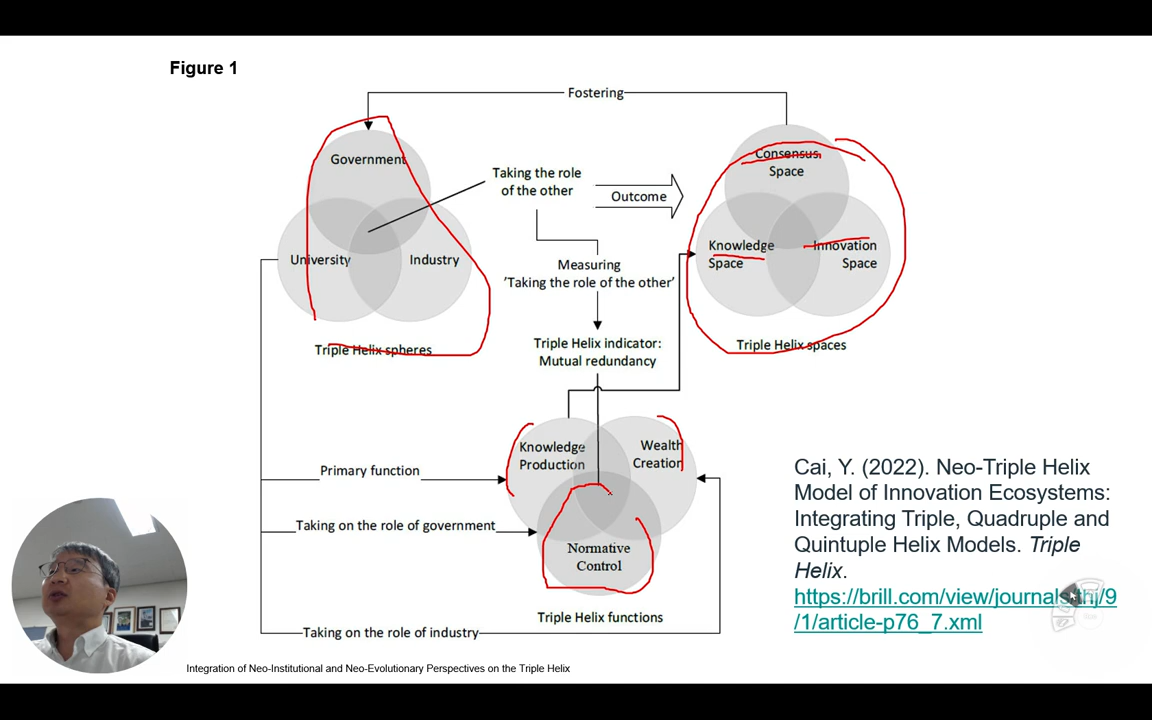 Figure 1
Fostering
Government
University
Industry
Triple Helix spheres
Taking the role
of the other
Outcome
Consensus
Space
Knowledge
Space
Innovation
Space
Triple Helix spaces
Measuring
'Taking the role of the other'
Triple Helix indicator:
Mutual redundancy
Knowledge
Production
Wealth
Creation
Normative
Control
Triple Helix functions
Primary function
Taking on the role of government
Taking on the role of industry
Integration of Neo-Institutional and Neo-Evolutionary Perspectives on the Triple Helix
Cai, Y. (2022). Neo-Triple Helix
Model of Innovation Ecosystems:
Integrating Triple, Quadruple and
Quintuple Helix Models. Triple
Helix.
https://brill.com/view/journals/thj/9
/1/article-p76_7.xml